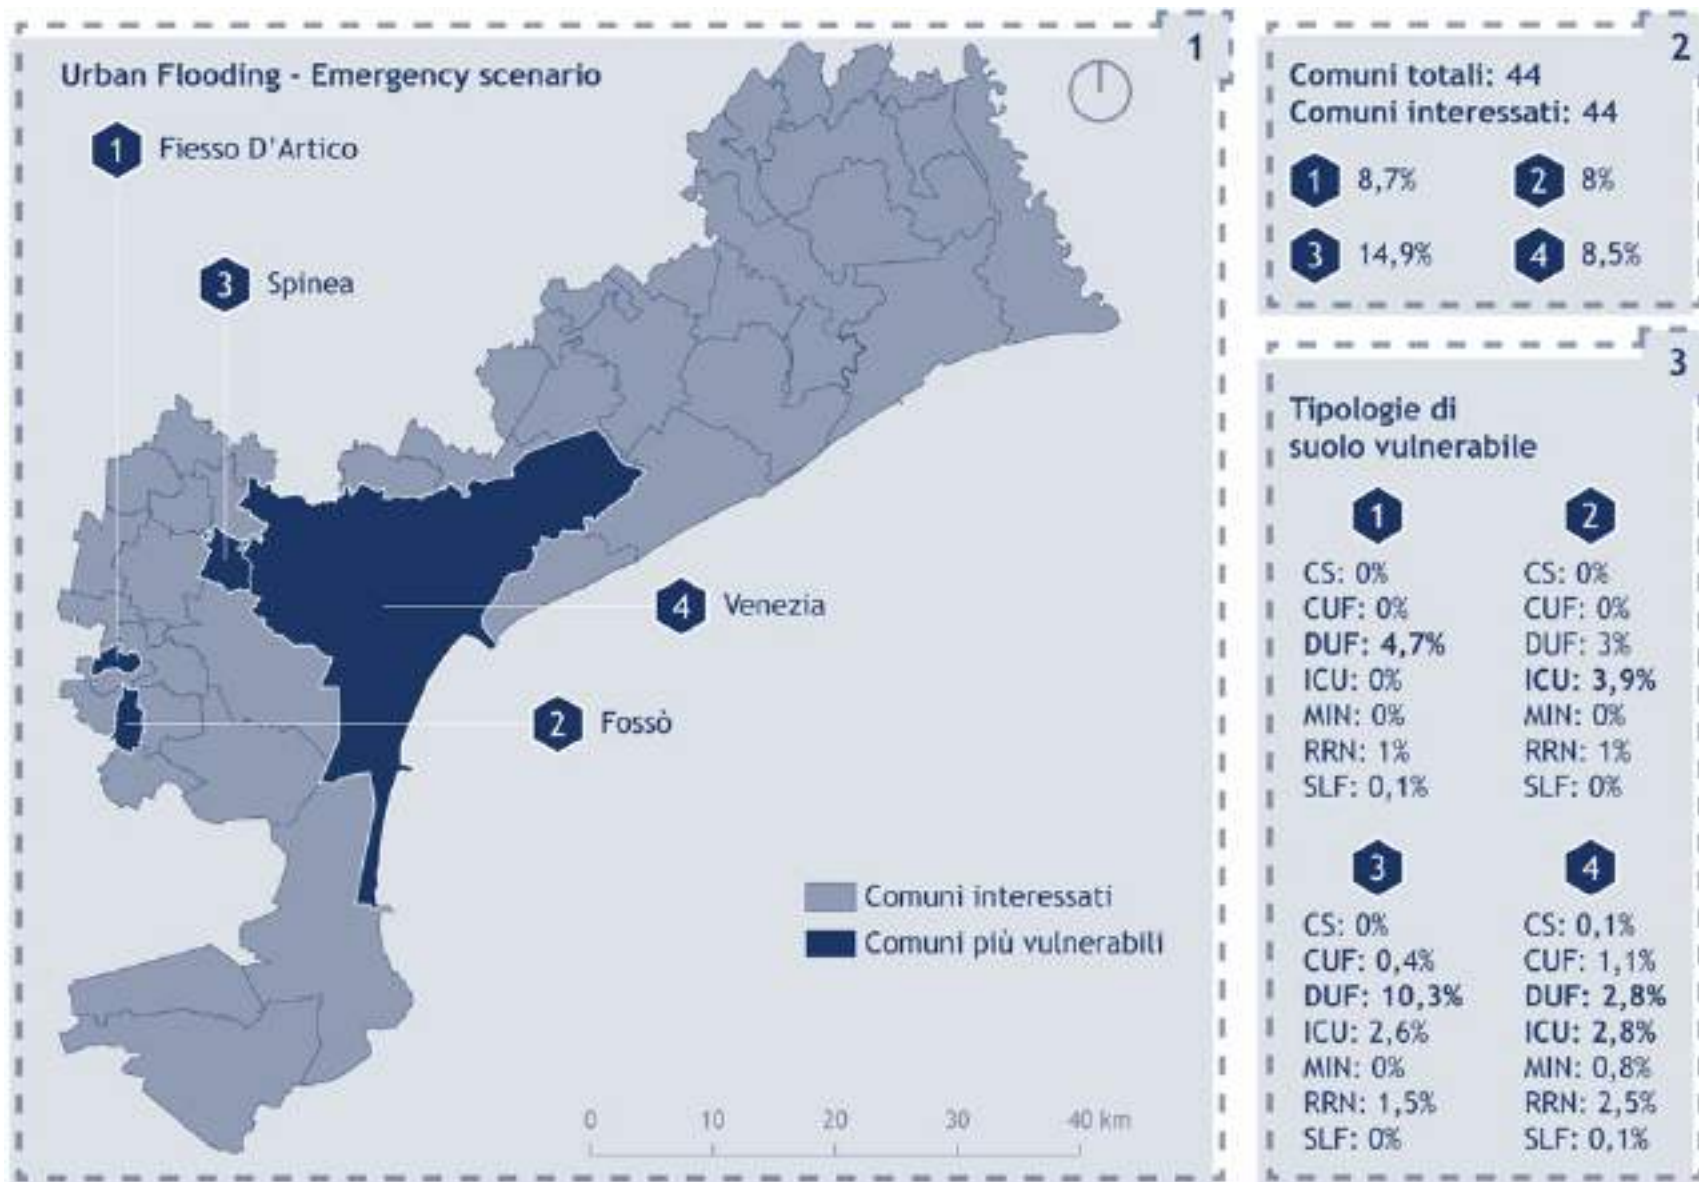 1
Urban Flooding - Emergency scenario
1 Fiesso D'Artico
3 Spinea
4 Venezia
2 Fossò
Comuni interessati
Comuni più vulnerabili
0 10 20 30 40 km
2
Comuni totali: 44
Comuni interessati: 44
1 8,7% 2 8%
3 14,9% 4 8,5%
3
Tipologie di
suolo vulnerabile
1 2
CS: 0% CS: 0%
CUF: 0% CUF: 0%
DUF: 4,7% DUF: 3%
ICU: 0% ICU: 3,9%
MIN: 0% MIN: 0%
RRN: 1% RRN: 1%
SLF: 0,1% SLF: 0%
3 4
CS: 0% CS: 0,1%
CUF: 0,4% CUF: 1,1%
DUF: 10,3% DUF: 2,8%
ICU: 2,6% ICU: 2,8%
MIN: 0% MIN: 0,8%
RRN: 1,5% RRN: 2,5%
SLF: 0% SLF: 0,1%